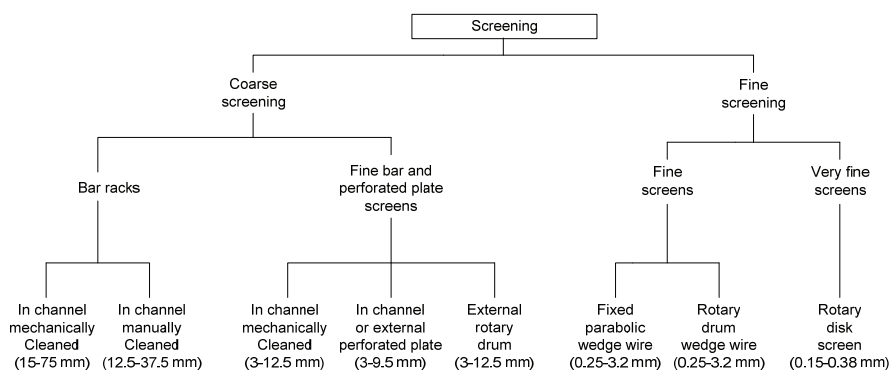 Screening
Coarse
screening
Fine
screening
Bar racks
Fine bar and
perforated plate
screens
Fine
screens
Very fine
screens
In channel
mechanically
Cleaned
(15-75 mm)
In channel
manually
Cleaned
(12.5-37.5 mm)
In channel
mechanically
Cleaned
(3-12.5 mm)
In channel
or external
perforated plate
(3-9.5 mm)
External
rotary
drum
(3-12.5 mm)
Fixed
parabolic
wedge wire
(0.25-3.2 mm)
Rotary
drum
wedge wire
(0.25-3.2 mm)
Rotary
disk
screen
(0.15-0.38 mm)